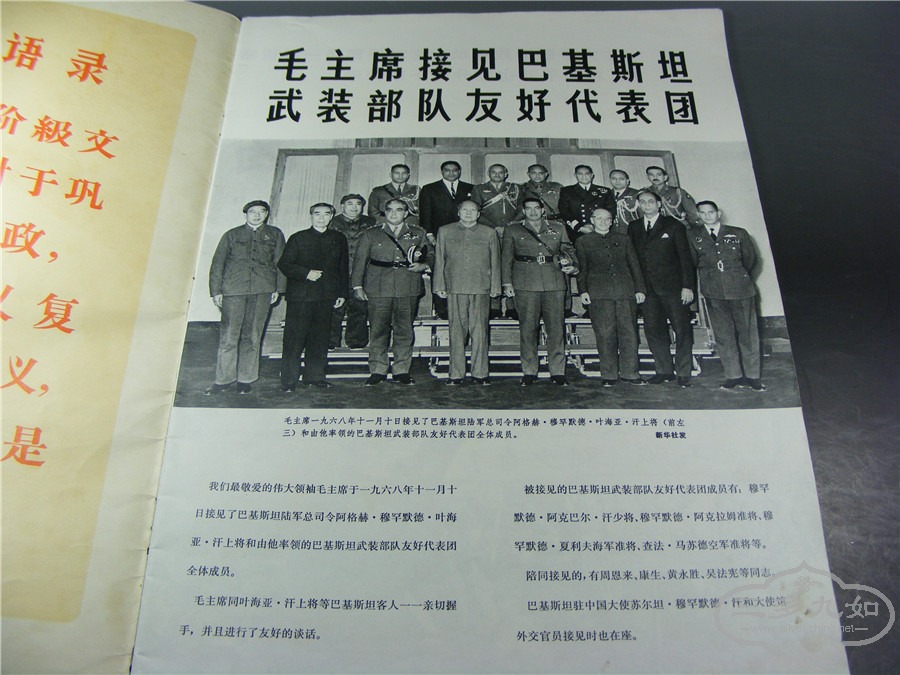 语录
阶級文
于巩
政，
复
义，
是
毛主席接见巴基斯坦
武装部队友好代表团
毛主席一九六八年十一月十日接见了巴基斯坦陆军总司令阿格赫·穆罕默德·叶海亚·汗上将（前左
三）和由他率领的巴基斯坦武装部队友好代表团全体成员。 新华社发
我们最敬爱的伟大领袖毛主席于一九六八年十一月十
日接见了巴基斯坦陆军总司令阿格赫·穆罕默德·叶海
亚·汗上将和由他率领的巴基斯坦武装部队友好代表团
全体成员。
毛主席同叶海亚·汗上将等巴基斯坦客人一一亲切握
手，并且进行了友好的谈话。
被接见的巴基斯坦武装部队友好代表团成员有：穆罕
默德·阿克巴尔·汗少将、穆罕默德·阿克拉姆准将、穆
罕默德·夏利夫海军准将、查法·马苏德空军准将等。
陪同接见的，有周恩来、康生、黄永胜、吴法宪等同志。
巴基斯坦驻中国大使苏尔坦·穆罕默德·汗和大使馆
外交官员接见时也在座。
九如